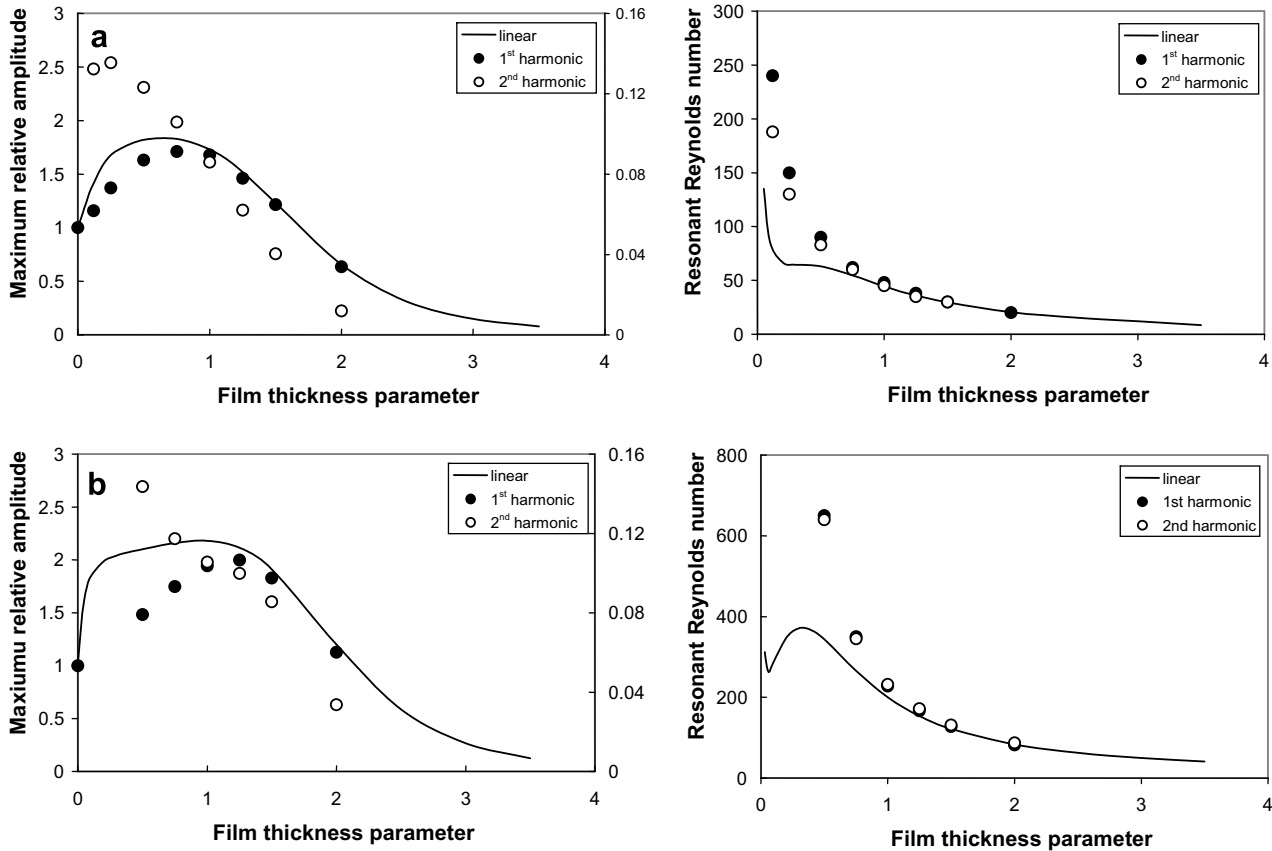 a
Maximum relative amplitude
3
2.5
2
1.5
1
0.5
0
0.16
0.12
0.08
0.04
0
0 1 2 3 4
Film thickness parameter
linear
1st harmonic
2nd harmonic
Resonant Reynolds number
300
250
200
150
100
50
0
0 1 2 3 4
Film thickness parameter
linear
1st harmonic
2nd harmonic
b
Maxiumu relative amplitude
3
2.5
2
1.5
1
0.5
0
0.16
0.12
0.08
0.04
0
0 1 2 3 4
Film thickness parameter
linear
1st harmonic
2nd harmonic
Resonant Reynolds number
800
600
400
200
0
0 1 2 3 4
Film thickness parameter
linear
1st harmonic
2nd harmonic